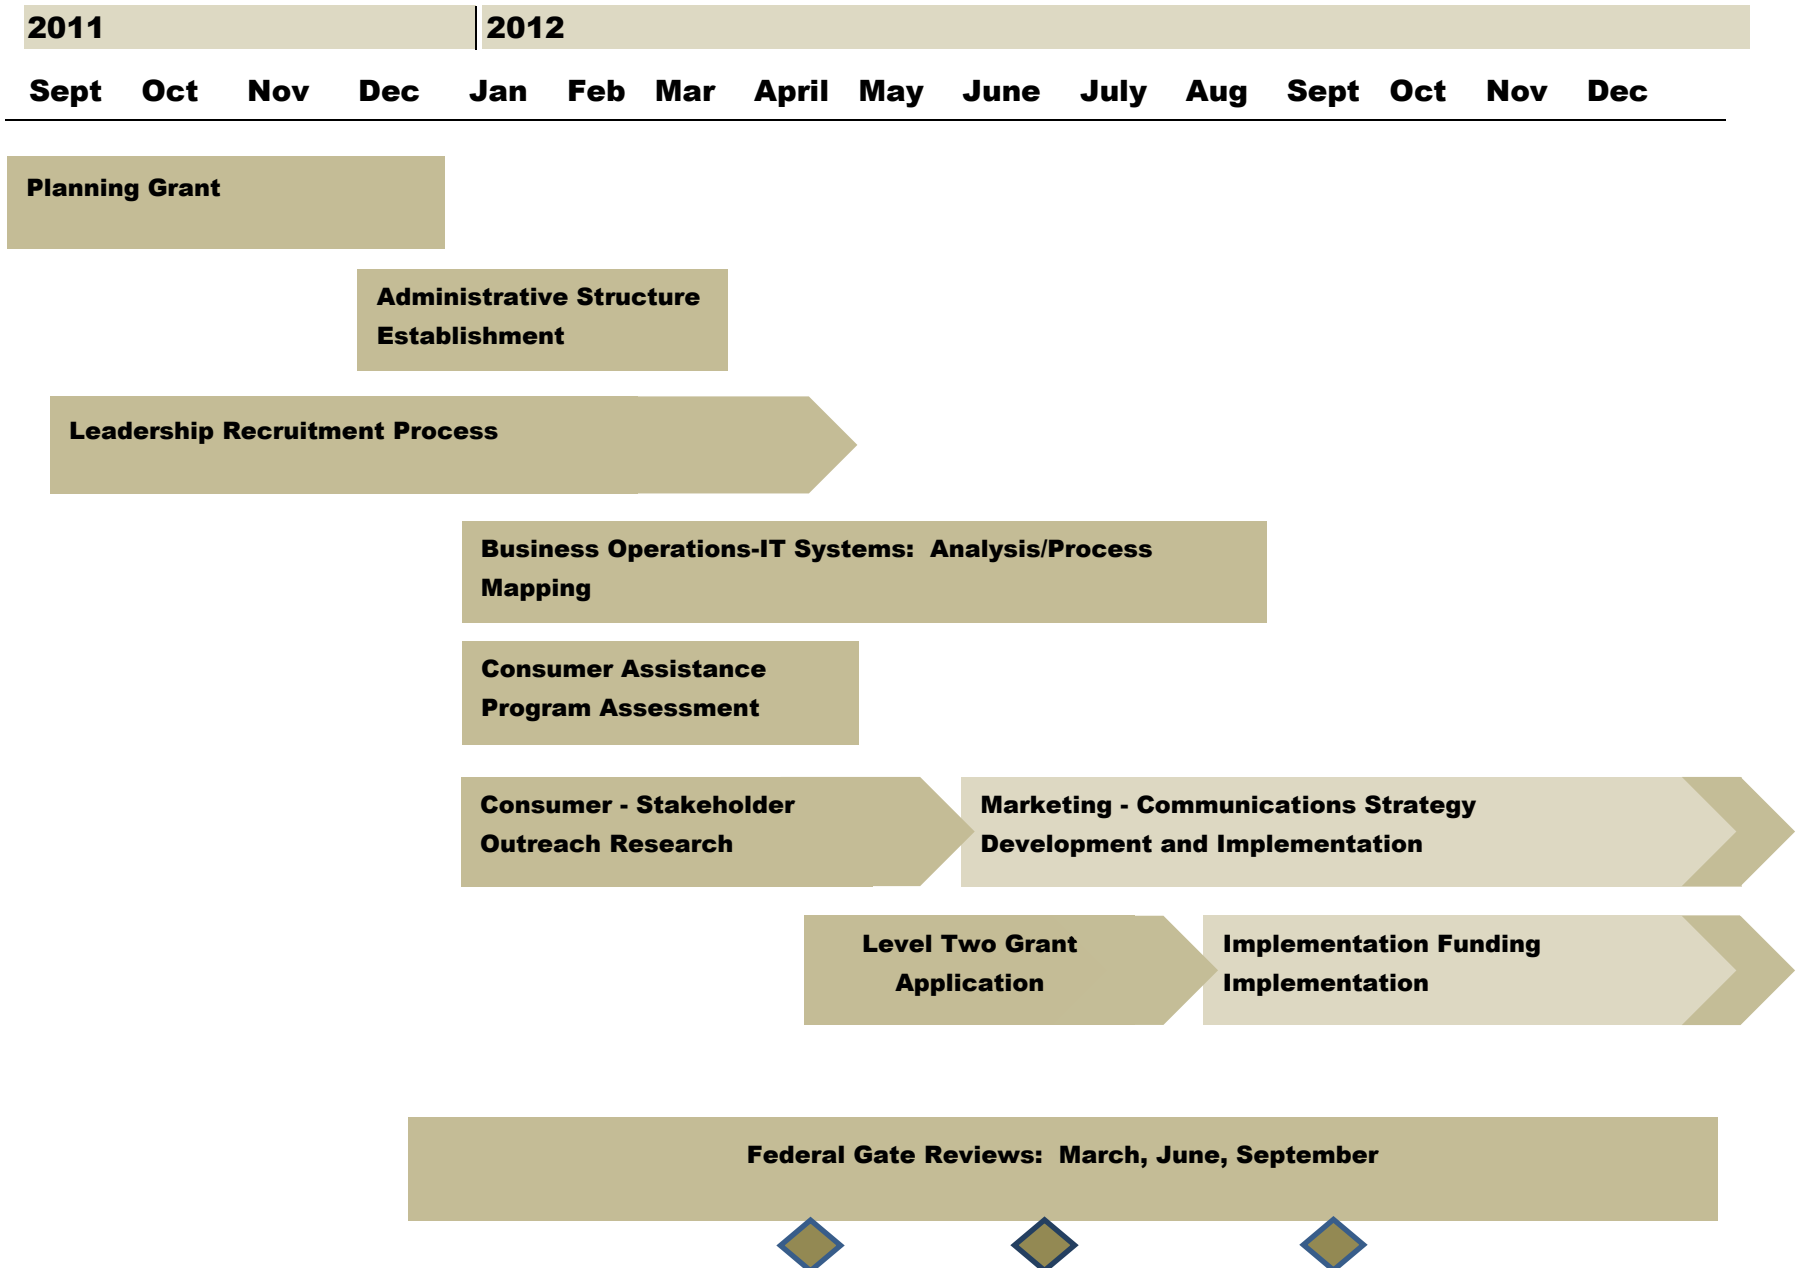 2011 2012
Sept Oct Nov Dec Jan Feb Mar April May June July Aug Sept Oct Nov Dec
Planning Grant
Administrative Structure
Establishment
Leadership Recruitment Process
Business Operations-IT Systems: Analysis/Process
Mapping
Consumer Assistance
Program Assessment
Consumer - Stakeholder
Outreach Research
Marketing - Communications Strategy
Development and Implementation
Level Two Grant
Application
Implementation Funding
Implementation
Federal Gate Reviews: March, June, September